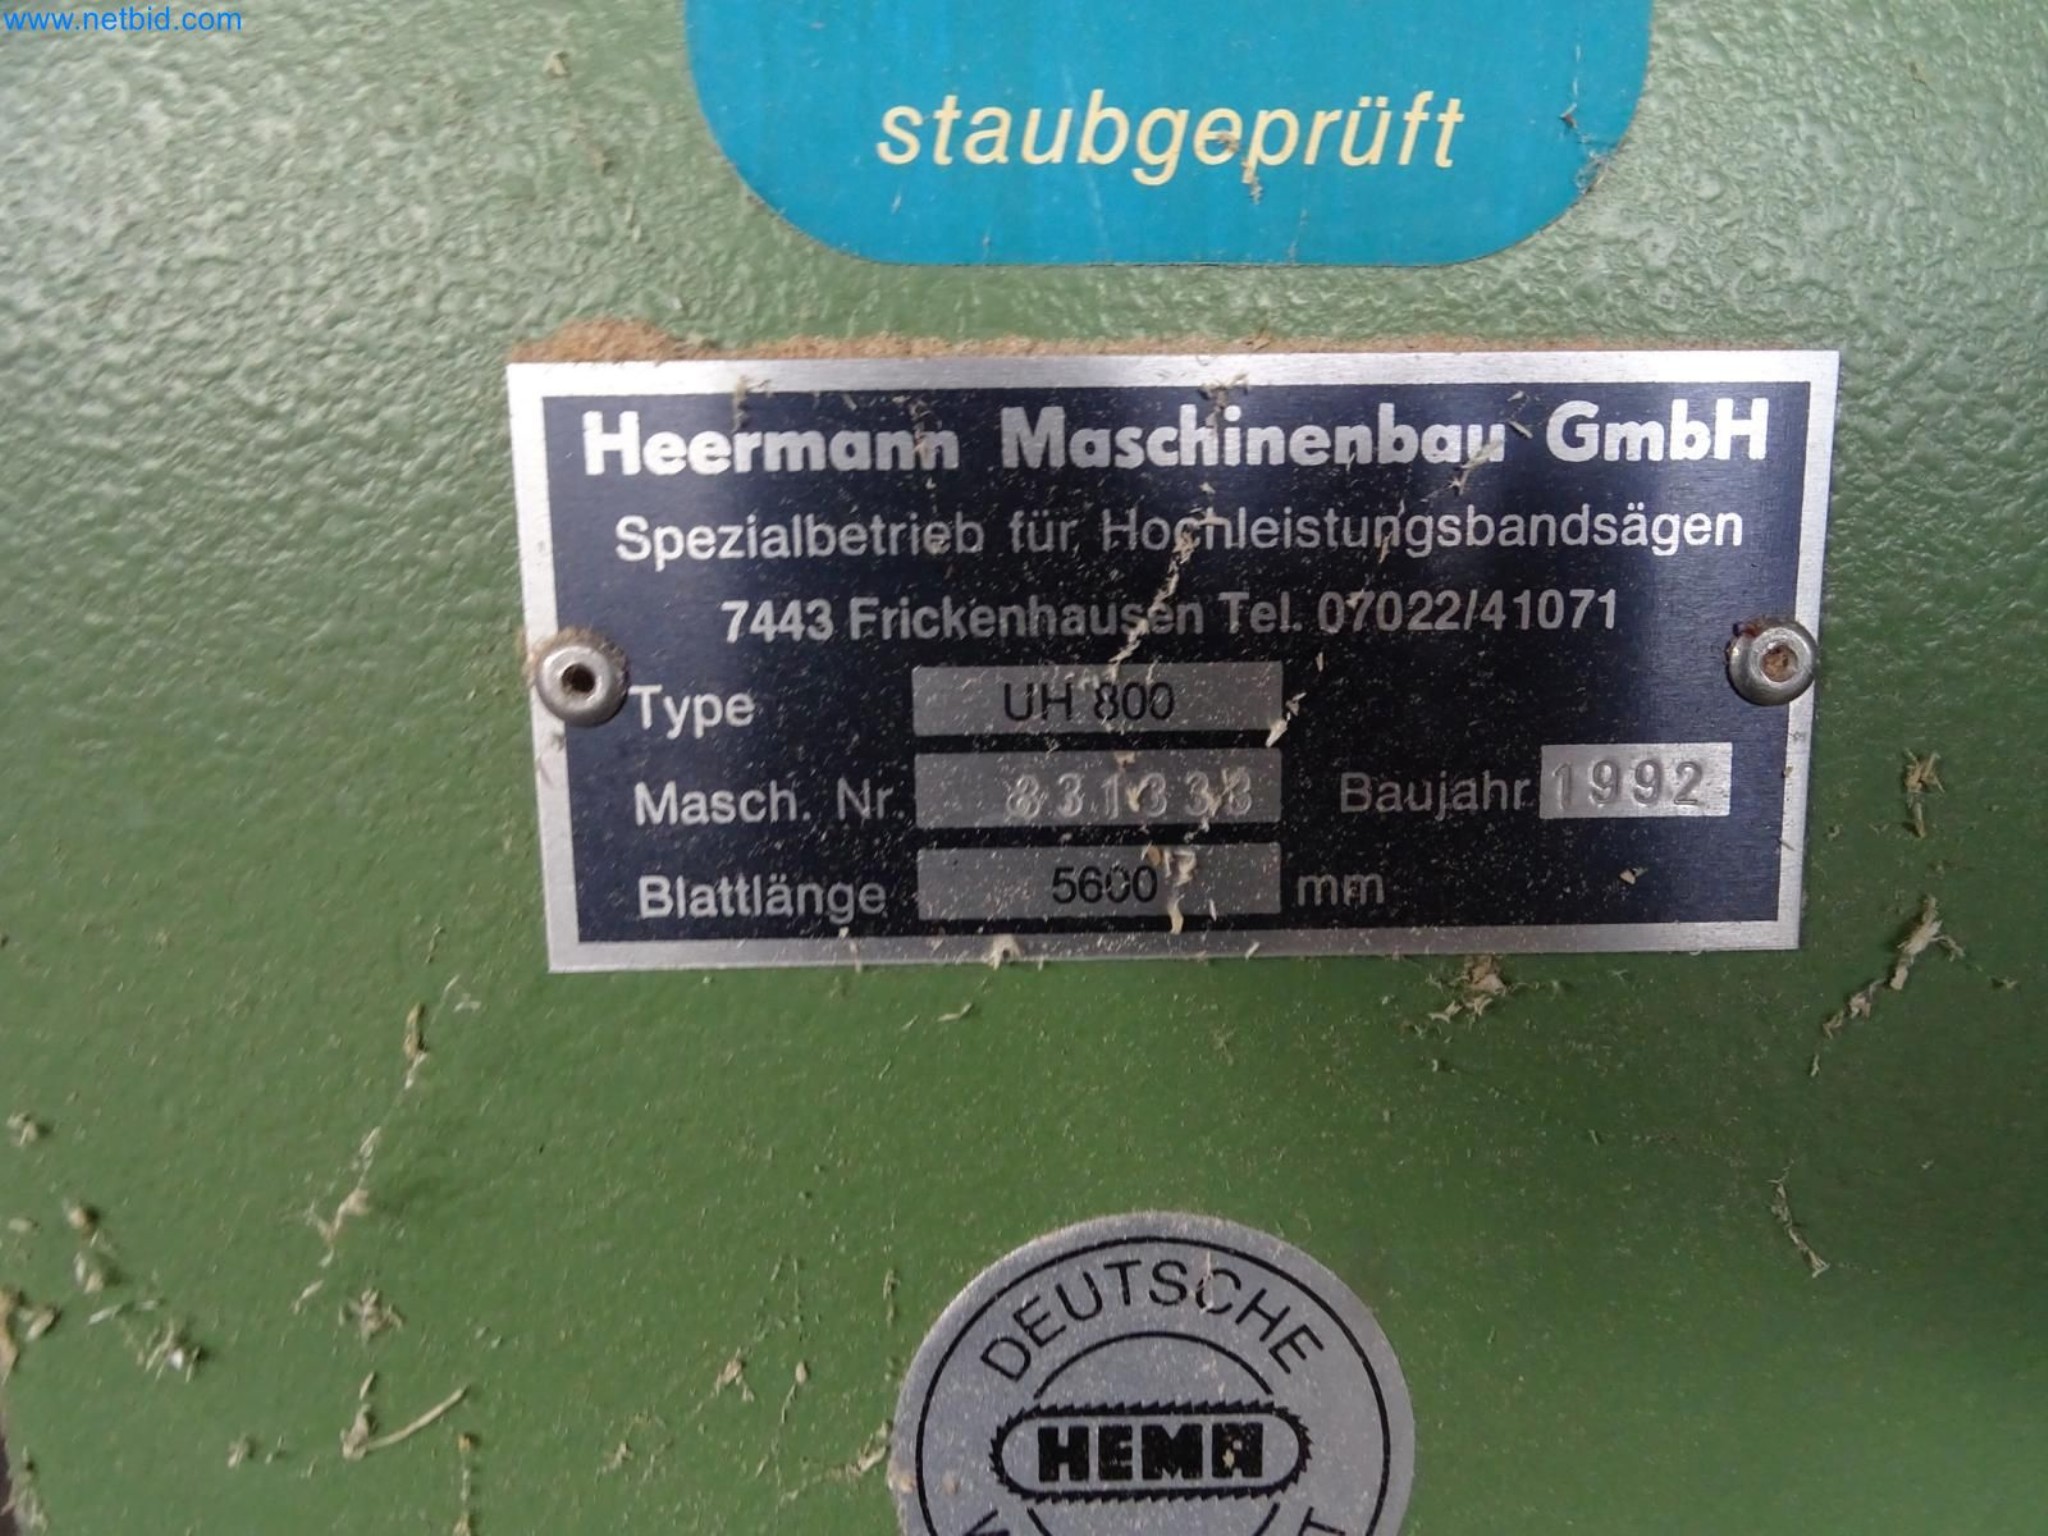 www.netbid.com
staubgeprüft
Heermann Maschinenbau GmbH
Spezialbetrieb für Hochleistungsbandsägen
7443 Frickenhausen Tel. 07022/41071
Type UH 800
Masch. Nr. Baujahr 1992
Blattlänge 5600 mm
DEUTSCHE
HEMA